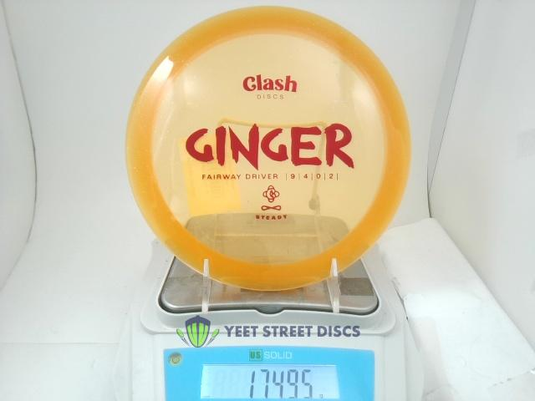 Clash
DISCS
GINGER
FAIRWAY DRIVER |9|4|0|2|
STEADY
YEET STREET DISCS
US SOLID
174.95